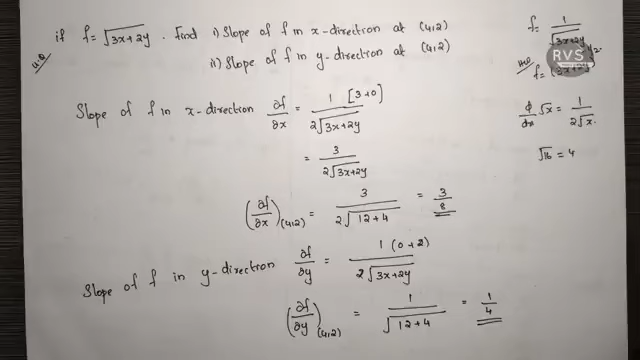 if f = √3x+2y . Find i) Slope of f in x-direction at (4,2)
ii) Slope of f in y-direction at (4,2)
Slope of f in x-direction ∂f/∂x = 1/2√3x+2y [3+0]
= 3/2√3x+2y
(∂f/∂x)(4,2) = 3/2√12+4 = 3/8
Slope of f in y-direction ∂f/∂y = 1(0+2)/2√3x+2y
(∂f/∂y)(4,2) = 1/√12+4 = 1/4
f = 1/√3x+2y
RVS
f =
d/dx √x = 1/2√x.
√16 = 4